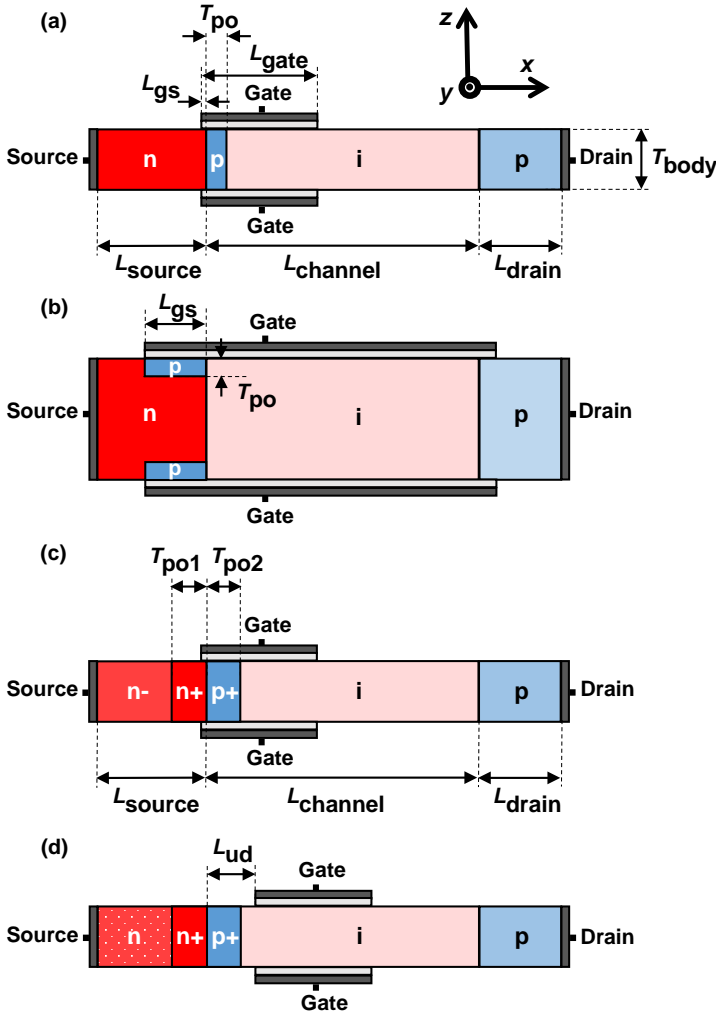 (a)
Tpo
Lgate
Lgs
Gate
z
x
y
Source
n
p
i
p
Drain
Tbody
Gate
Lsource
Lchannel
Ldrain
(b)
Lgs
Gate
p
Tpo
Source
n
i
p
Drain
p
Gate
(c)
Tpo1
Tpo2
Gate
Source
n-
n+
p+
i
p
Drain
Gate
Lsource
Lchannel
Ldrain
(d)
Lud
Gate
Source
n
n+
p+
i
p
Drain
Gate